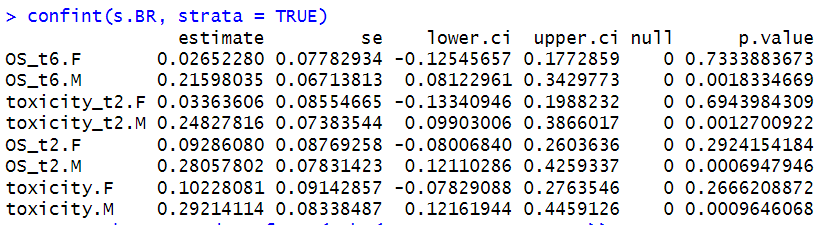 > confint(s.BR, strata = TRUE)
estimate se lower.ci upper.ci null p.value
OS_t6.F 0.02652280 0.07782934 -0.12545657 0.1772859 0 0.7333883673
OS_t6.M 0.21598035 0.06713813 0.08122961 0.3429773 0 0.0018334669
toxicity_t2.F 0.03363606 0.08554665 -0.13340946 0.1988232 0 0.6943984309
toxicity_t2.M 0.24827816 0.07383544 0.09903006 0.3866017 0 0.0012700922
OS_t2.F 0.09286080 0.08769258 -0.08006840 0.2603636 0 0.2924154184
OS_t2.M 0.28057802 0.07831423 0.12110286 0.4259337 0 0.0006947946
toxicity.F 0.10228081 0.09142857 -0.07829088 0.2763546 0 0.2666208872
toxicity.M 0.29214114 0.08338487 0.12161944 0.4459126 0 0.0009646068